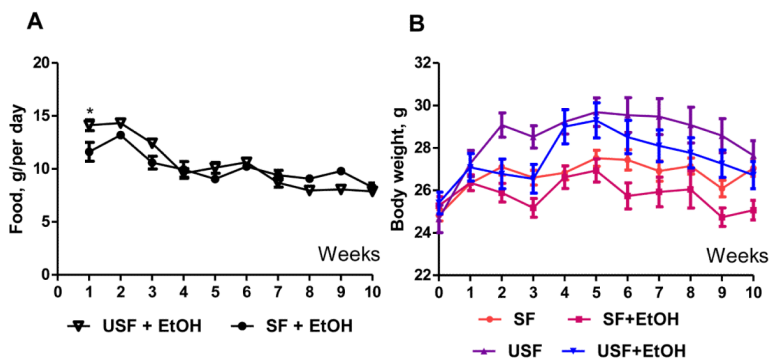 A
Food, g/per day
20
15
10
5
0
*
Weeks
0 1 2 3 4 5 6 7 8 9 10
USF + EtOH SF + EtOH
B
Body weight, g
30
28
26
24
22
Weeks
0 1 2 3 4 5 6 7 8 9 10
SF SF+EtOH
USF USF+EtOH